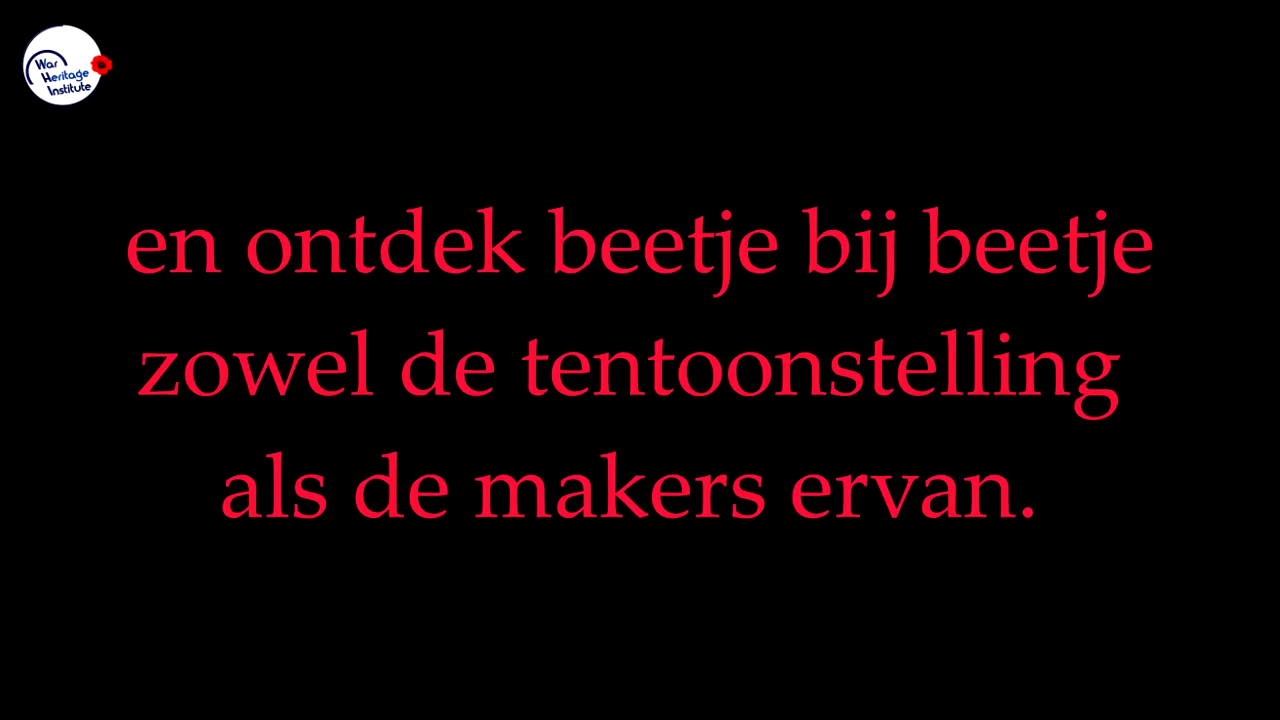 War
Heritage
Institute
en ontdek beetje bij beetje
zowel de tentoonstelling
als de makers ervan.